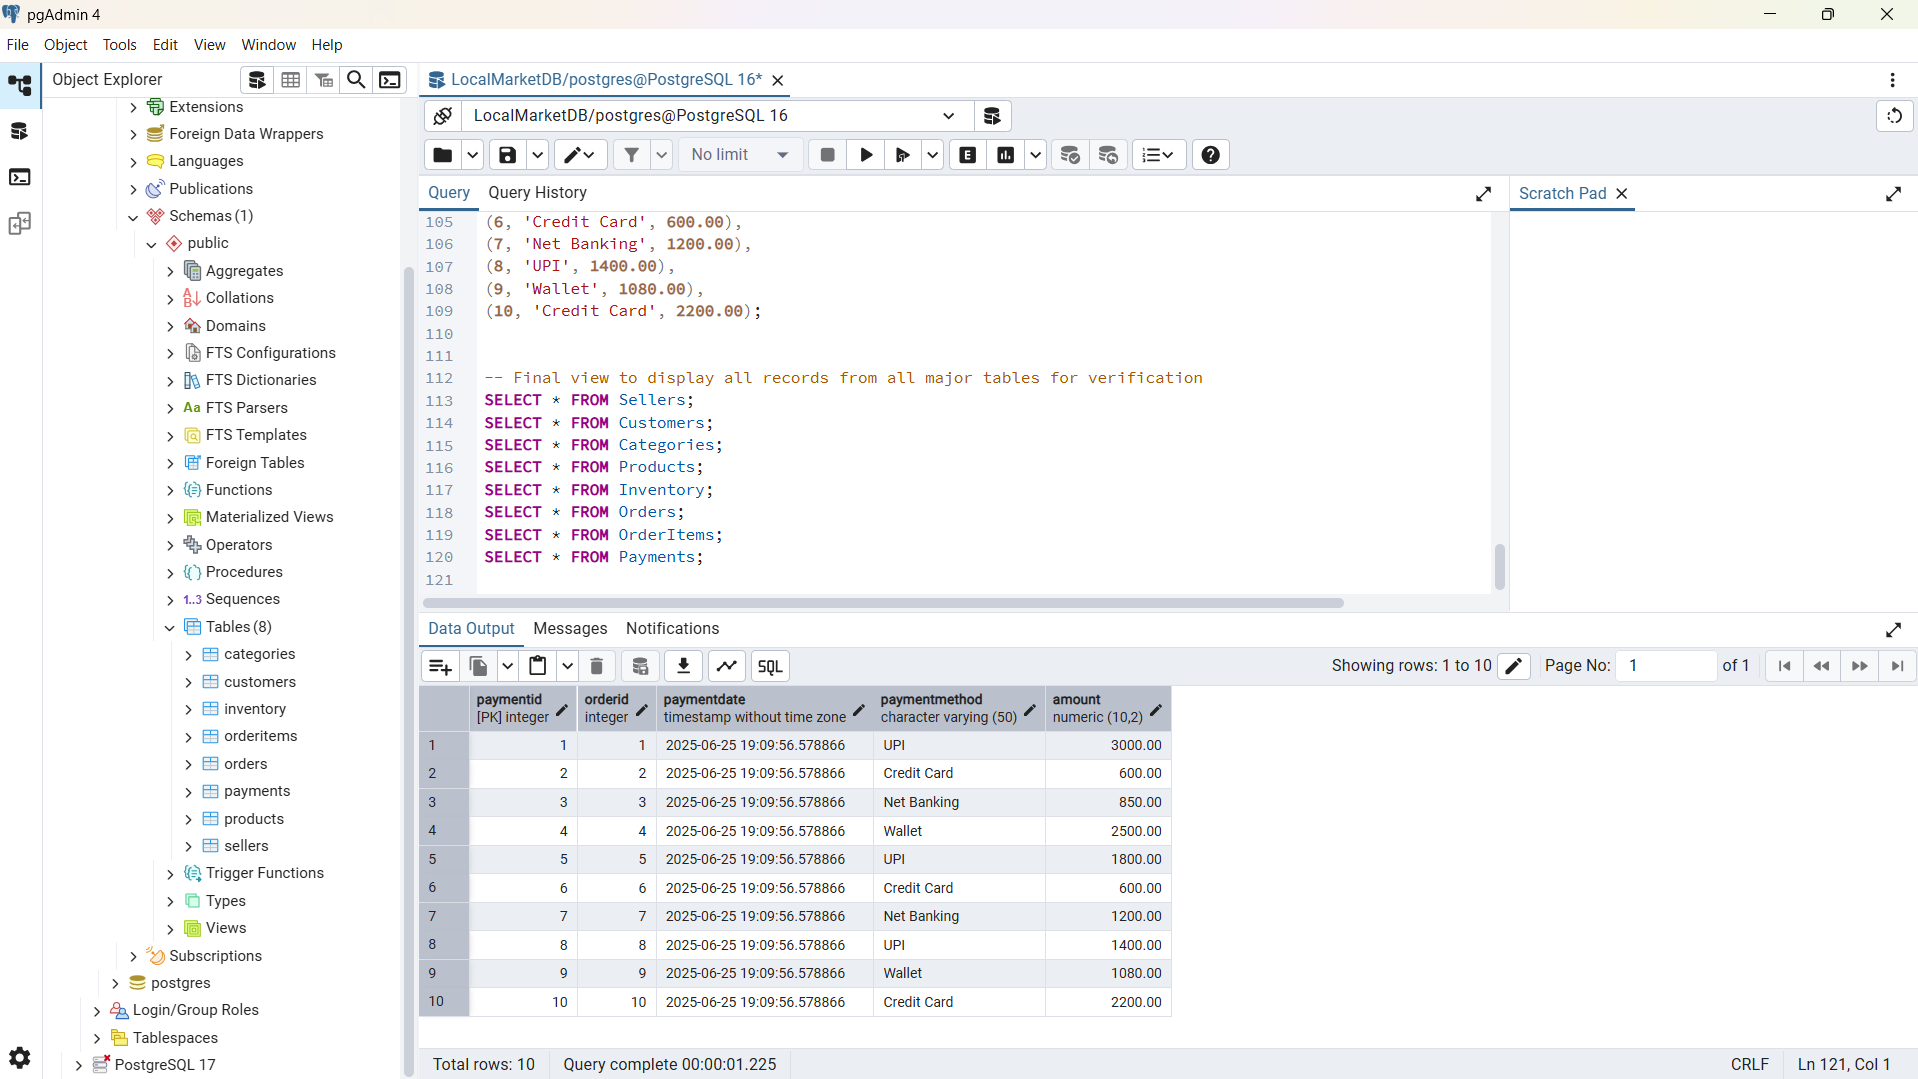 pgAdmin 4
File Object Tools Edit View Window Help
Object Explorer
Extensions
Foreign Data Wrappers
Languages
Publications
Schemas (1)
public
Aggregates
Collations
Domains
FTS Configurations
FTS Dictionaries
Aa FTS Parsers
FTS Templates
Foreign Tables
Functions
Materialized Views
Operators
Procedures
1..3 Sequences
Tables (8)
categories
customers
inventory
orderitems
orders
payments
products
sellers
Trigger Functions
Types
Views
Subscriptions
postgres
Login/Group Roles
Tablespaces
PostgreSQL 17
LocalMarketDB/postgres@PostgreSQL 16*
LocalMarketDB/postgres@PostgreSQL 16
No limit
E
Query Query History
Scratch Pad
105 (6, 'Credit Card', 600.00),
106 (7, 'Net Banking', 1200.00),
107 (8, 'UPI', 1400.00),
108 (9, 'Wallet', 1080.00),
109 (10, 'Credit Card', 2200.00);
110
111
112 -- Final view to display all records from all major tables for verification
113 SELECT * FROM Sellers;
114 SELECT * FROM Customers;
115 SELECT * FROM Categories;
116 SELECT * FROM Products;
117 SELECT * FROM Inventory;
118 SELECT * FROM Orders;
119 SELECT * FROM OrderItems;
120 SELECT * FROM Payments;
121
Data Output Messages Notifications
SQL Showing rows: 1 to 10 Page No: 1 of 1
paymentid orderid paymentdate paymentmethod amount
[PK] integer integer timestamp without time zone character varying (50) numeric (10,2)
1 1 1 2025-06-25 19:09:56.578866 UPI 3000.00
2 2 2 2025-06-25 19:09:56.578866 Credit Card 600.00
3 3 3 2025-06-25 19:09:56.578866 Net Banking 850.00
4 4 4 2025-06-25 19:09:56.578866 Wallet 2500.00
5 5 5 2025-06-25 19:09:56.578866 UPI 1800.00
6 6 6 2025-06-25 19:09:56.578866 Credit Card 600.00
7 7 7 2025-06-25 19:09:56.578866 Net Banking 1200.00
8 8 8 2025-06-25 19:09:56.578866 UPI 1400.00
9 9 9 2025-06-25 19:09:56.578866 Wallet 1080.00
10 10 10 2025-06-25 19:09:56.578866 Credit Card 2200.00
Total rows: 10 Query complete 00:00:01.225 CRLF Ln 121, Col 1